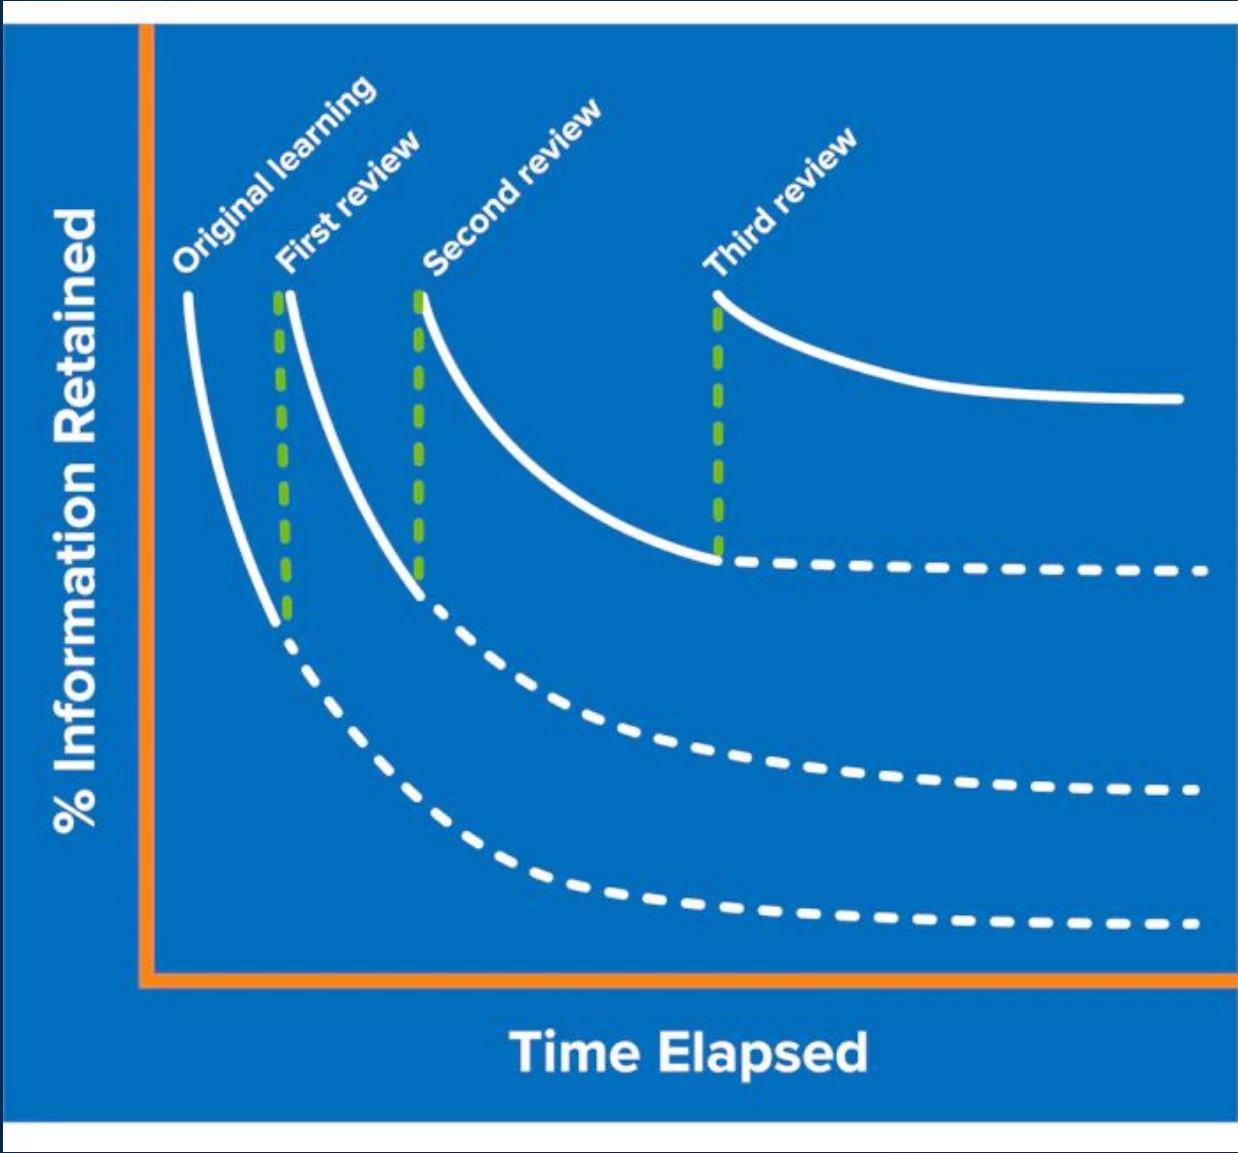 Original learning
First review
Second review
Third review
% Information Retained
Time Elapsed